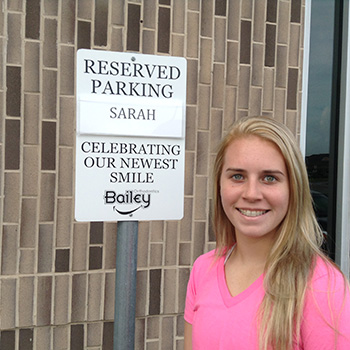 RESERVED
PARKING
SARAH
CELEBRATING
OUR NEWEST
SMILE
Bailey